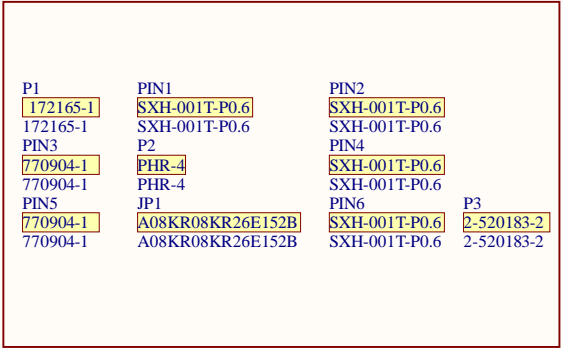 P1 PIN1 PIN2
172165-1 SXH-001T-P0.6 SXH-001T-P0.6
172165-1 SXH-001T-P0.6 SXH-001T-P0.6
PIN3 P2 PIN4
770904-1 PHR-4 SXH-001T-P0.6
770904-1 PHR-4 SXH-001T-P0.6
PIN5 JP1 PIN6 P3
770904-1 A08KR08KR26E152B SXH-001T-P0.6 2-520183-2
770904-1 A08KR08KR26E152B SXH-001T-P0.6 2-520183-2